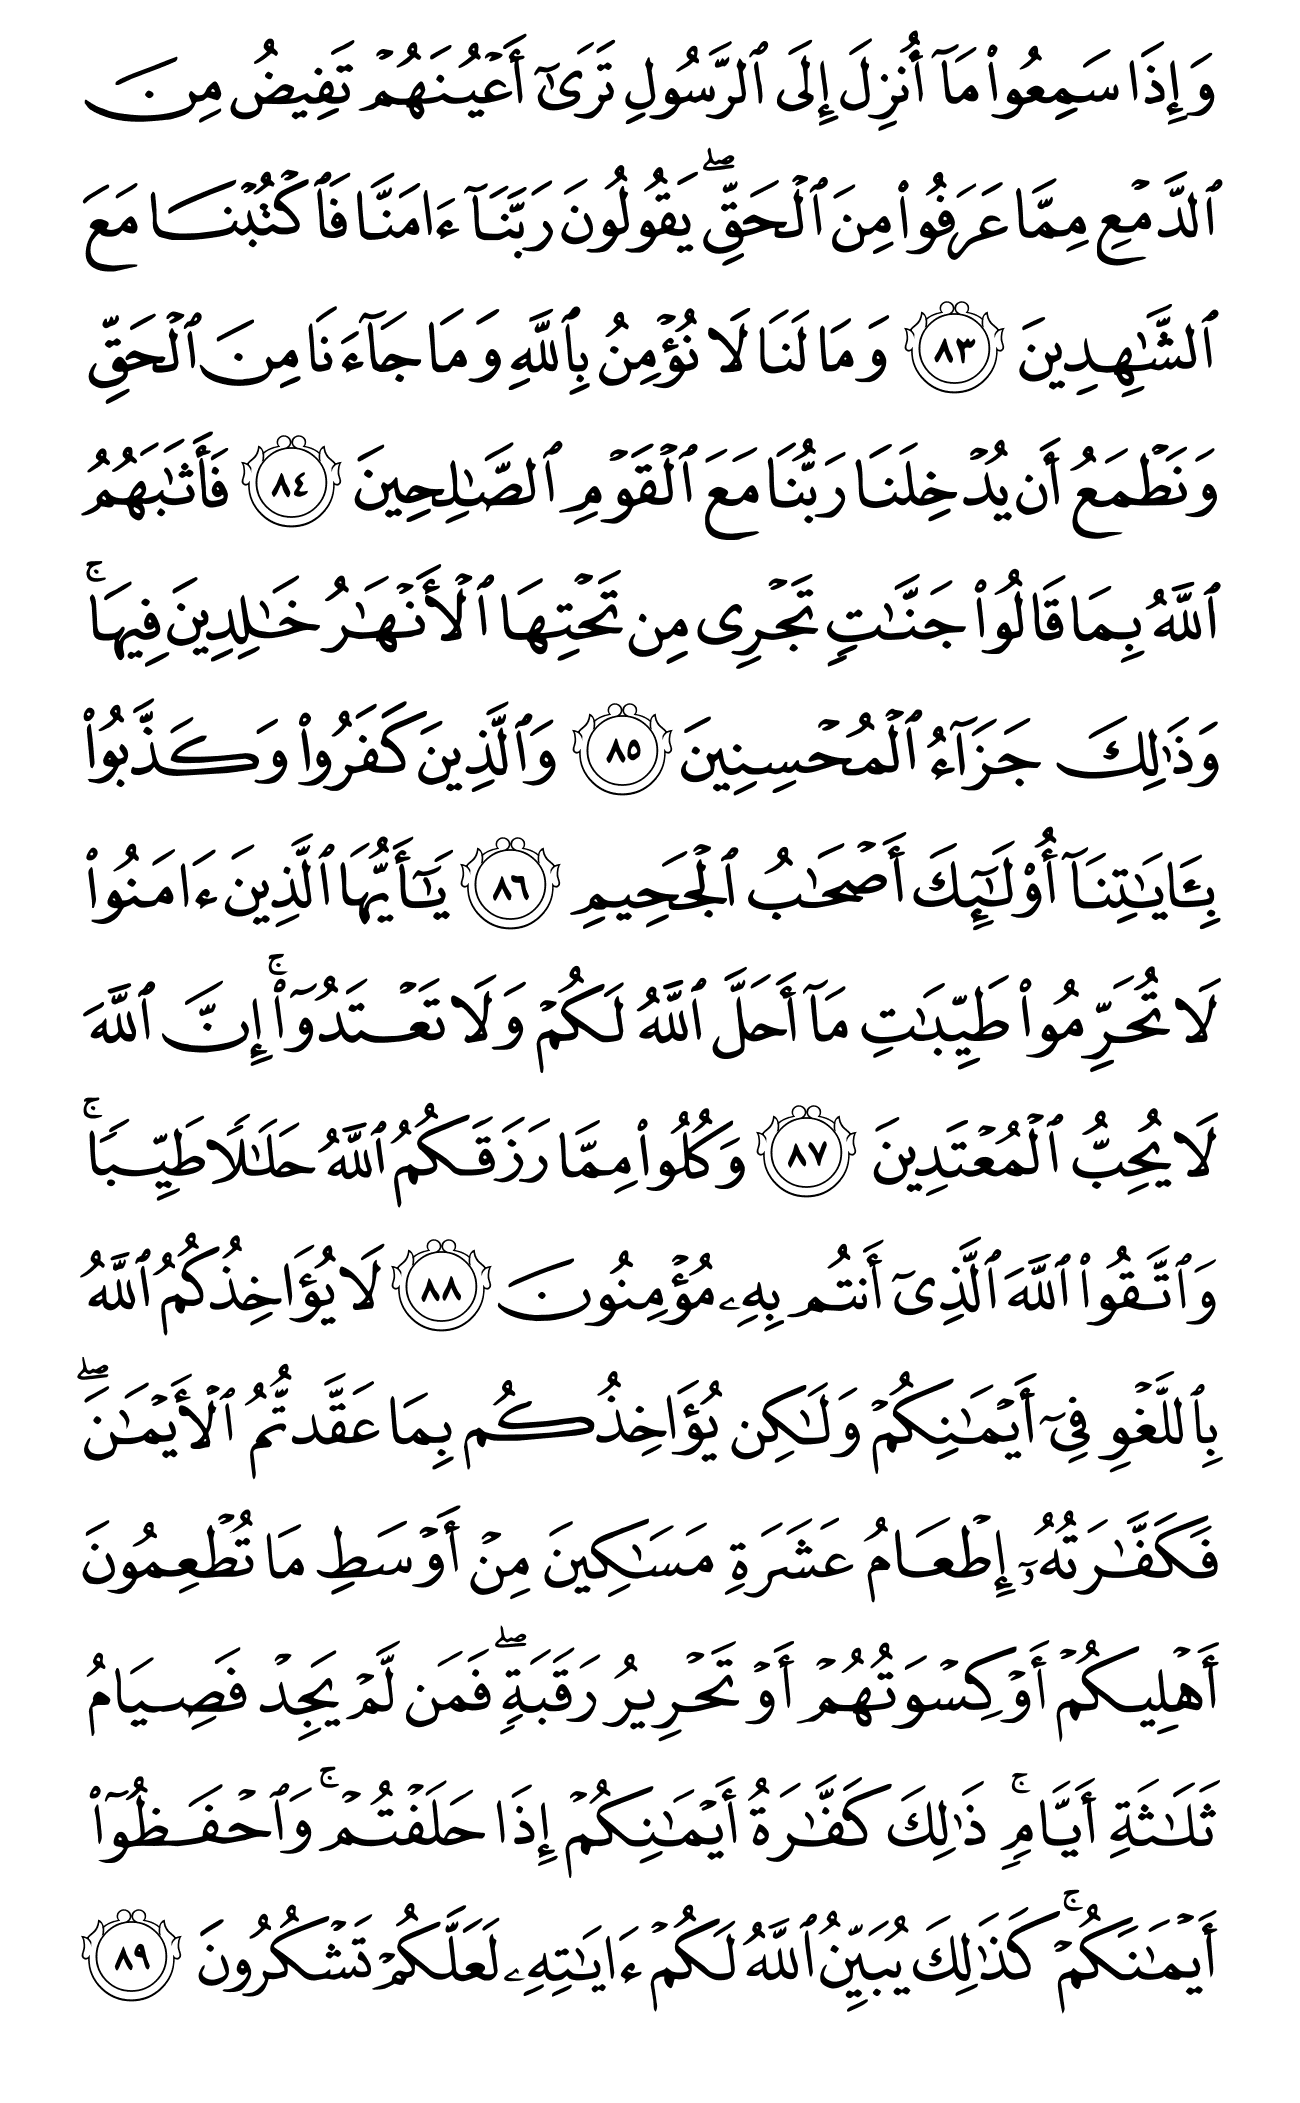 وَإِذَا سَمِعُوا۟ مَآ أُنزِلَ إِلَى ٱلرَّسُولِ تَرَىٰٓ أَعْيُنَهُمْ تَفِيضُ مِنَ
ٱلدَّمْعِ مِمَّا عَرَفُوا۟ مِنَ ٱلْحَقِّ ۖ يَقُولُونَ رَبَّنَآ ءَامَنَّا فَٱكْتُبْنَا مَعَ
ٱلشَّـٰهِدِينَ ٨٣ وَمَا لَنَا لَا نُؤْمِنُ بِٱللَّهِ وَمَا جَآءَنَا مِنَ ٱلْحَقِّ
وَنَطْمَعُ أَن يُدْخِلَنَا رَبُّنَا مَعَ ٱلْقَوْمِ ٱلصَّـٰلِحِينَ ٨٤ فَأَثَـٰبَهُمُ
ٱللَّهُ بِمَا قَالُوا۟ جَنَّـٰتٍ تَجْرِى مِن تَحْتِهَا ٱلْأَنْهَـٰرُ خَـٰلِدِينَ فِيهَا ۚ
وَذَٰلِكَ جَزَآءُ ٱلْمُحْسِنِينَ ٨٥ وَٱلَّذِينَ كَفَرُوا۟ وَكَذَّبُوا۟
بِـَٔايَـٰتِنَآ أُو۟لَـٰٓئِكَ أَصْحَـٰبُ ٱلْجَحِيمِ ٨٦ يَـٰٓأَيُّهَا ٱلَّذِينَ ءَامَنُوا۟
لَا تُحَرِّمُوا۟ طَيِّبَـٰتِ مَآ أَحَلَّ ٱللَّهُ لَكُمْ وَلَا تَعْتَدُوٓا۟ ۚ إِنَّ ٱللَّهَ
لَا يُحِبُّ ٱلْمُعْتَدِينَ ٨٧ وَكُلُوا۟ مِمَّا رَزَقَكُمُ ٱللَّهُ حَلَـٰلًا طَيِّبًا ۚ
وَٱتَّقُوا۟ ٱللَّهَ ٱلَّذِىٓ أَنتُم بِهِۦ مُؤْمِنُونَ ٨٨ لَا يُؤَاخِذُكُمُ ٱللَّهُ
بِٱللَّغْوِ فِىٓ أَيْمَـٰنِكُمْ وَلَـٰكِن يُؤَاخِذُكُم بِمَا عَقَّدتُّمُ ٱلْأَيْمَـٰنَ ۖ
فَكَفَّـٰرَتُهُۥٓ إِطْعَامُ عَشَرَةِ مَسَـٰكِينَ مِنْ أَوْسَطِ مَا تُطْعِمُونَ
أَهْلِيكُمْ أَوْ كِسْوَتُهُمْ أَوْ تَحْرِيرُ رَقَبَةٍ ۖ فَمَن لَّمْ يَجِدْ فَصِيَامُ
ثَلَـٰثَةِ أَيَّامٍ ۚ ذَٰلِكَ كَفَّـٰرَةُ أَيْمَـٰنِكُمْ إِذَا حَلَفْتُمْ ۚ وَٱحْفَظُوٓا۟
أَيْمَـٰنَكُمْ ۚ كَذَٰلِكَ يُبَيِّنُ ٱللَّهُ لَكُمْ ءَايَـٰتِهِۦ لَعَلَّكُمْ تَشْكُرُونَ ٨٩